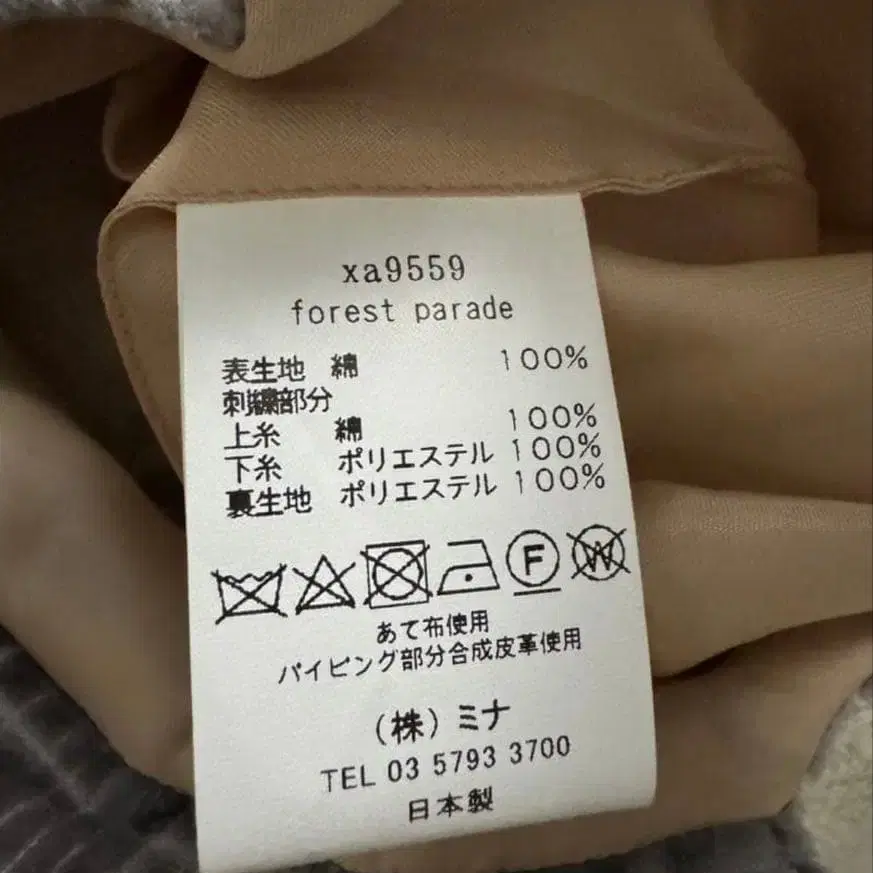 xa9559
forest parade
表生地 綿 100%
刺繍部分
上糸 綿 100%
下糸 ポリエステル 100%
裏生地 ポリエステル 100%
F W
あて布使用
パイピング部分合成皮革使用
(株)ミナ
TEL 03 5793 3700
日本製